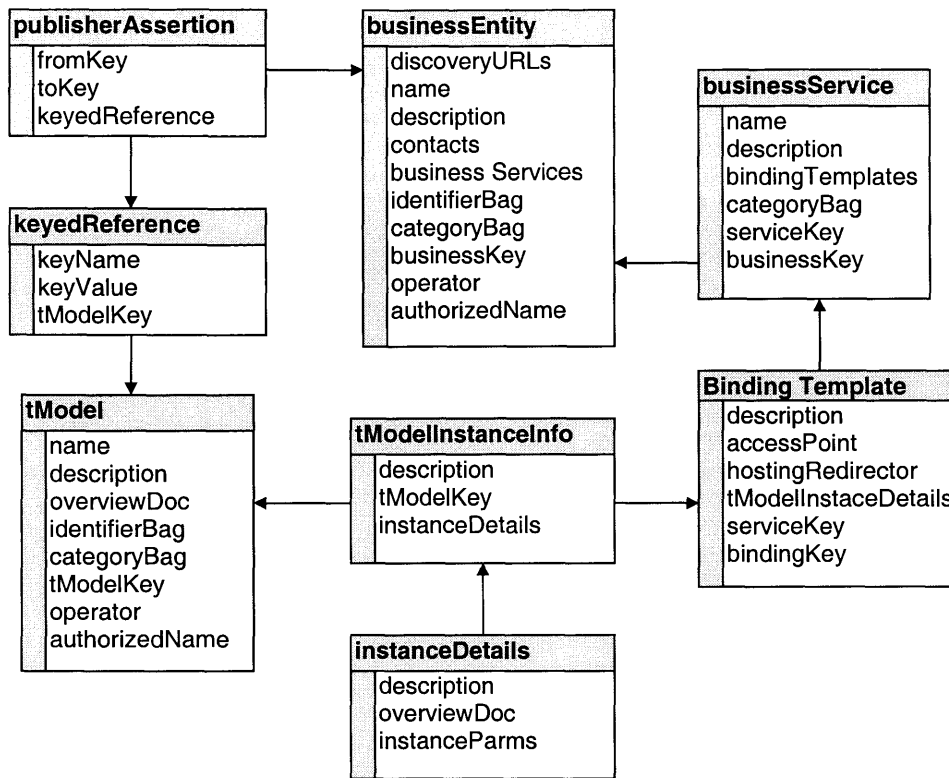 publisherAssertion
fromKey
toKey
keyedReference
businessEntity
discoveryURLs
name
description
contacts
business Services
identifierBag
categoryBag
businessKey
operator
authorizedName
businessService
name
description
bindingTemplates
categoryBag
serviceKey
businessKey
keyedReference
keyName
keyValue
tModelKey
tModel
name
description
overviewDoc
identifierBag
categoryBag
tModelKey
operator
authorizedName
tModelInstanceInfo
description
tModelKey
instanceDetails
Binding Template
description
accessPoint
hostingRedirector
tModelInstaceDetails
serviceKey
bindingKey
instanceDetails
description
overviewDoc
instanceParms